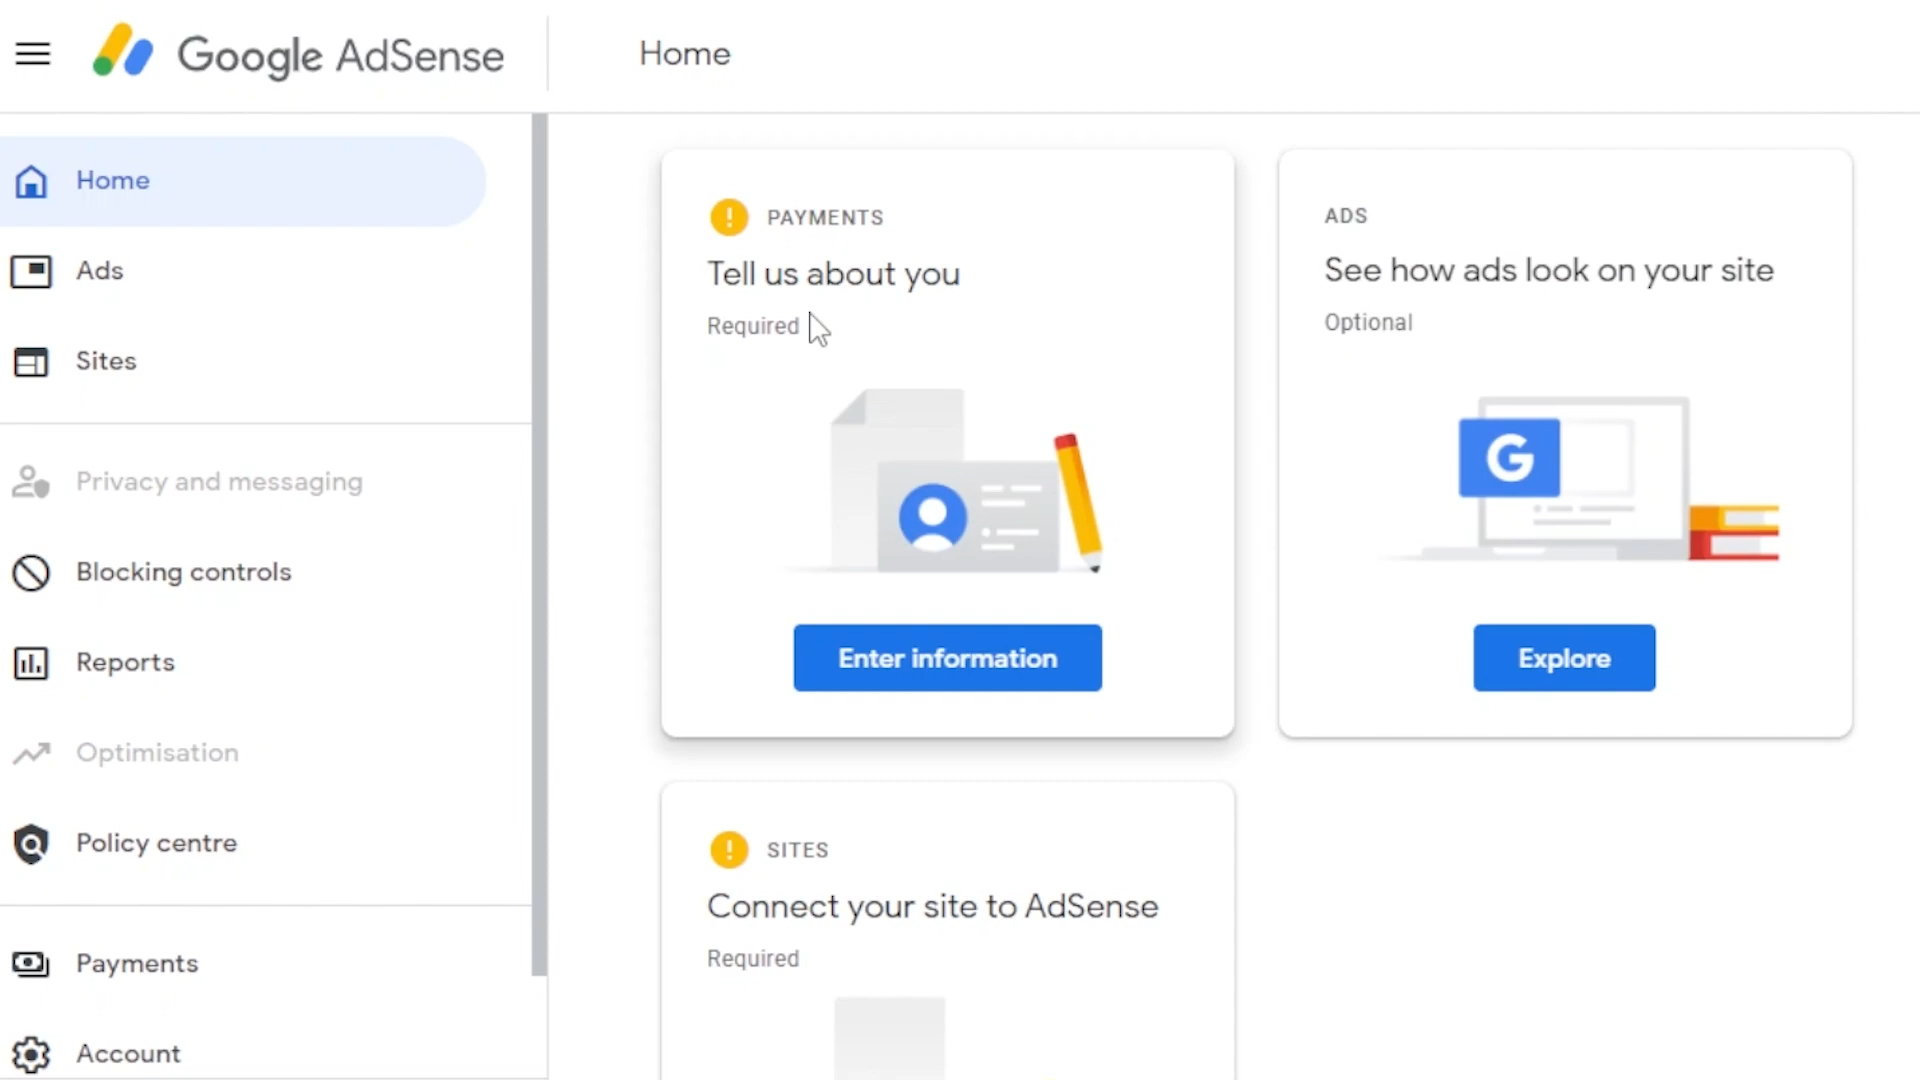 Google AdSense
Home
Home
Ads
Sites
Privacy and messaging
Blocking controls
Reports
Optimisation
Policy centre
Payments
Account
PAYMENTS
Tell us about you
Required
Enter information
ADS
See how ads look on your site
Optional
G
Explore
SITES
Connect your site to AdSense
Required